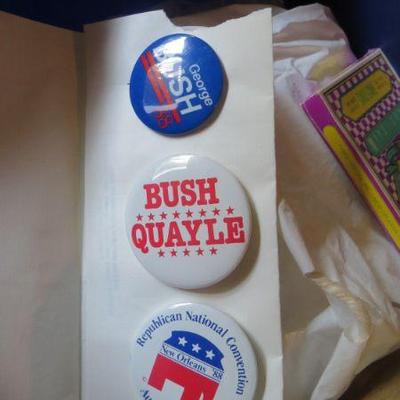 George
BUSH
88
BUSH
QUAYLE
Republican National Convention
New Orleans '88